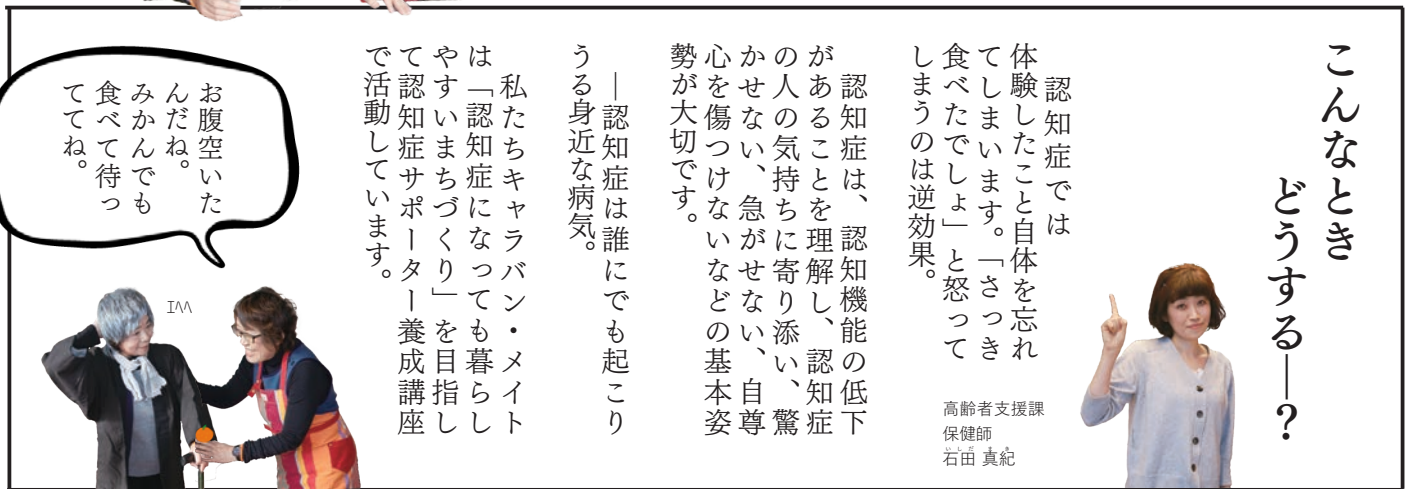 こんなとき
どうする―?
認知症では
体験したこと自体を忘れ
てしまいます。「さっき
食べたでしょ」と怒って
しまうのは逆効果。
高齢者支援課
保健師
石田 真紀
いしだ まき
認知症は、認知機能の低下
があることを理解し、認知症
の人の気持ちに寄り添い、驚
かせない、急がせない、自尊
心を傷つけないなどの基本姿
勢が大切です。
―認知症は誰にでも起こり
うる身近な病気。
私たちキャラバン・メイト
は「認知症になっても暮らし
やすいまちづくり」を目指し
て認知症サポーター養成講座
で活動しています。
お腹空いた
んだね。
みかんでも
食べて待っ
ててね。